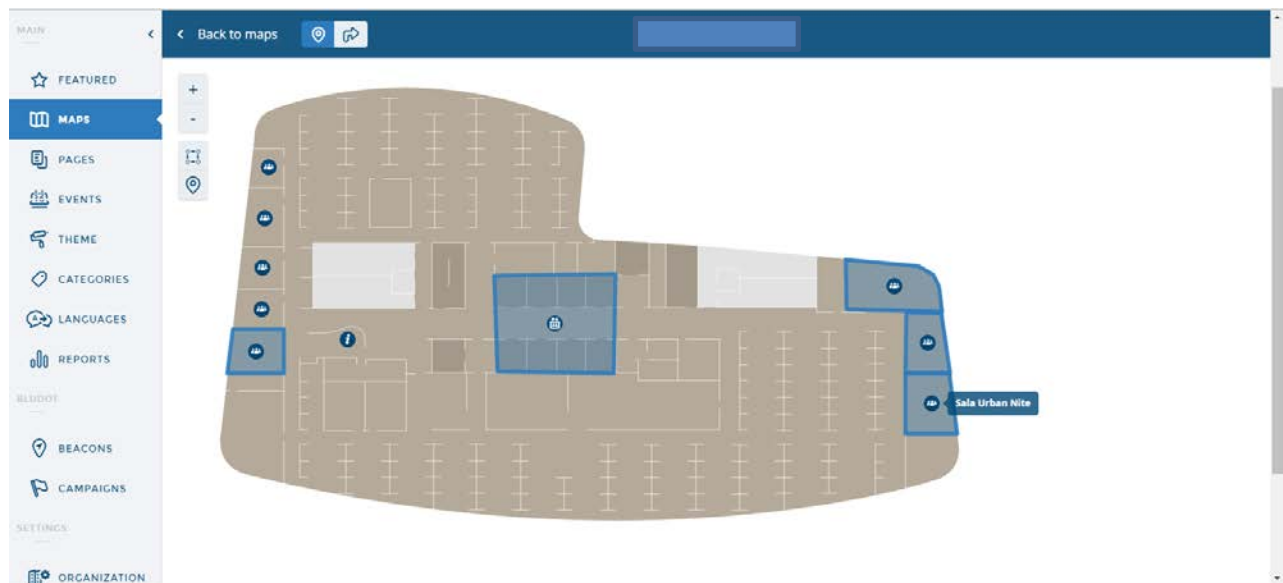 MAIN
Back to maps
FEATURED
MAPS
PAGES
EVENTS
THEME
CATEGORIES
LANGUAGES
REPORTS
BLUDOT
BEACONS
CAMPAIGNS
SETTINGS
ORGANIZATION
+
-
i
Sala Urban Nite